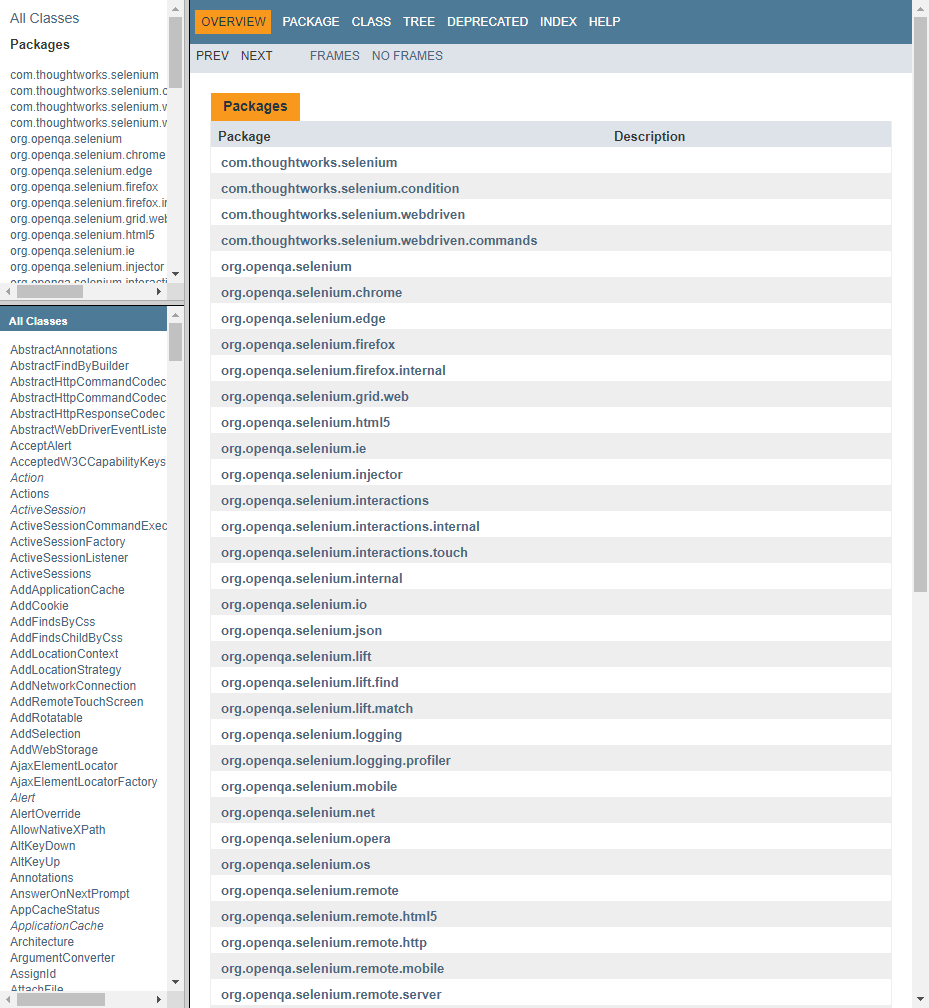 All Classes
Packages
com.thoughtworks.selenium
com.thoughtworks.selenium.c
com.thoughtworks.selenium.w
com.thoughtworks.selenium.w
org.openqa.selenium
org.openqa.selenium.chrome
org.openqa.selenium.edge
org.openqa.selenium.firefox
org.openqa.selenium.firefox.in
org.openqa.selenium.grid.web
org.openqa.selenium.html5
org.openqa.selenium.ie
org.openqa.selenium.injector
org.openqa.selenium.interacti
All Classes
AbstractAnnotations
AbstractFindByBuilder
AbstractHttpCommandCodec
AbstractHttpCommandCodec
AbstractHttpResponseCodec
AbstractWebDriverEventListe
AcceptAlert
AcceptedW3CCapabilityKeys
Action
Actions
ActiveSession
ActiveSessionCommandExec
ActiveSessionFactory
ActiveSessionListener
ActiveSessions
AddApplicationCache
AddCookie
AddFindsByCss
AddFindsChildByCss
AddLocationContext
AddLocationStrategy
AddNetworkConnection
AddRemoteTouchScreen
AddRotatable
AddSelection
AddWebStorage
AjaxElementLocator
AjaxElementLocatorFactory
Alert
AlertOverride
AllowNativeXPath
AltKeyDown
AltKeyUp
Annotations
AnswerOnNextPrompt
AppCacheStatus
ApplicationCache
Architecture
ArgumentConverter
AssignId
AttachFile
OVERVIEW PACKAGE CLASS TREE DEPRECATED INDEX HELP
PREV NEXT FRAMES NO FRAMES
Packages
Package Description
com.thoughtworks.selenium
com.thoughtworks.selenium.condition
com.thoughtworks.selenium.webdriven
com.thoughtworks.selenium.webdriven.commands
org.openqa.selenium
org.openqa.selenium.chrome
org.openqa.selenium.edge
org.openqa.selenium.firefox
org.openqa.selenium.firefox.internal
org.openqa.selenium.grid.web
org.openqa.selenium.html5
org.openqa.selenium.ie
org.openqa.selenium.injector
org.openqa.selenium.interactions
org.openqa.selenium.interactions.internal
org.openqa.selenium.interactions.touch
org.openqa.selenium.internal
org.openqa.selenium.io
org.openqa.selenium.json
org.openqa.selenium.lift
org.openqa.selenium.lift.find
org.openqa.selenium.lift.match
org.openqa.selenium.logging
org.openqa.selenium.logging.profiler
org.openqa.selenium.mobile
org.openqa.selenium.net
org.openqa.selenium.opera
org.openqa.selenium.os
org.openqa.selenium.remote
org.openqa.selenium.remote.html5
org.openqa.selenium.remote.http
org.openqa.selenium.remote.mobile
org.openqa.selenium.remote.server